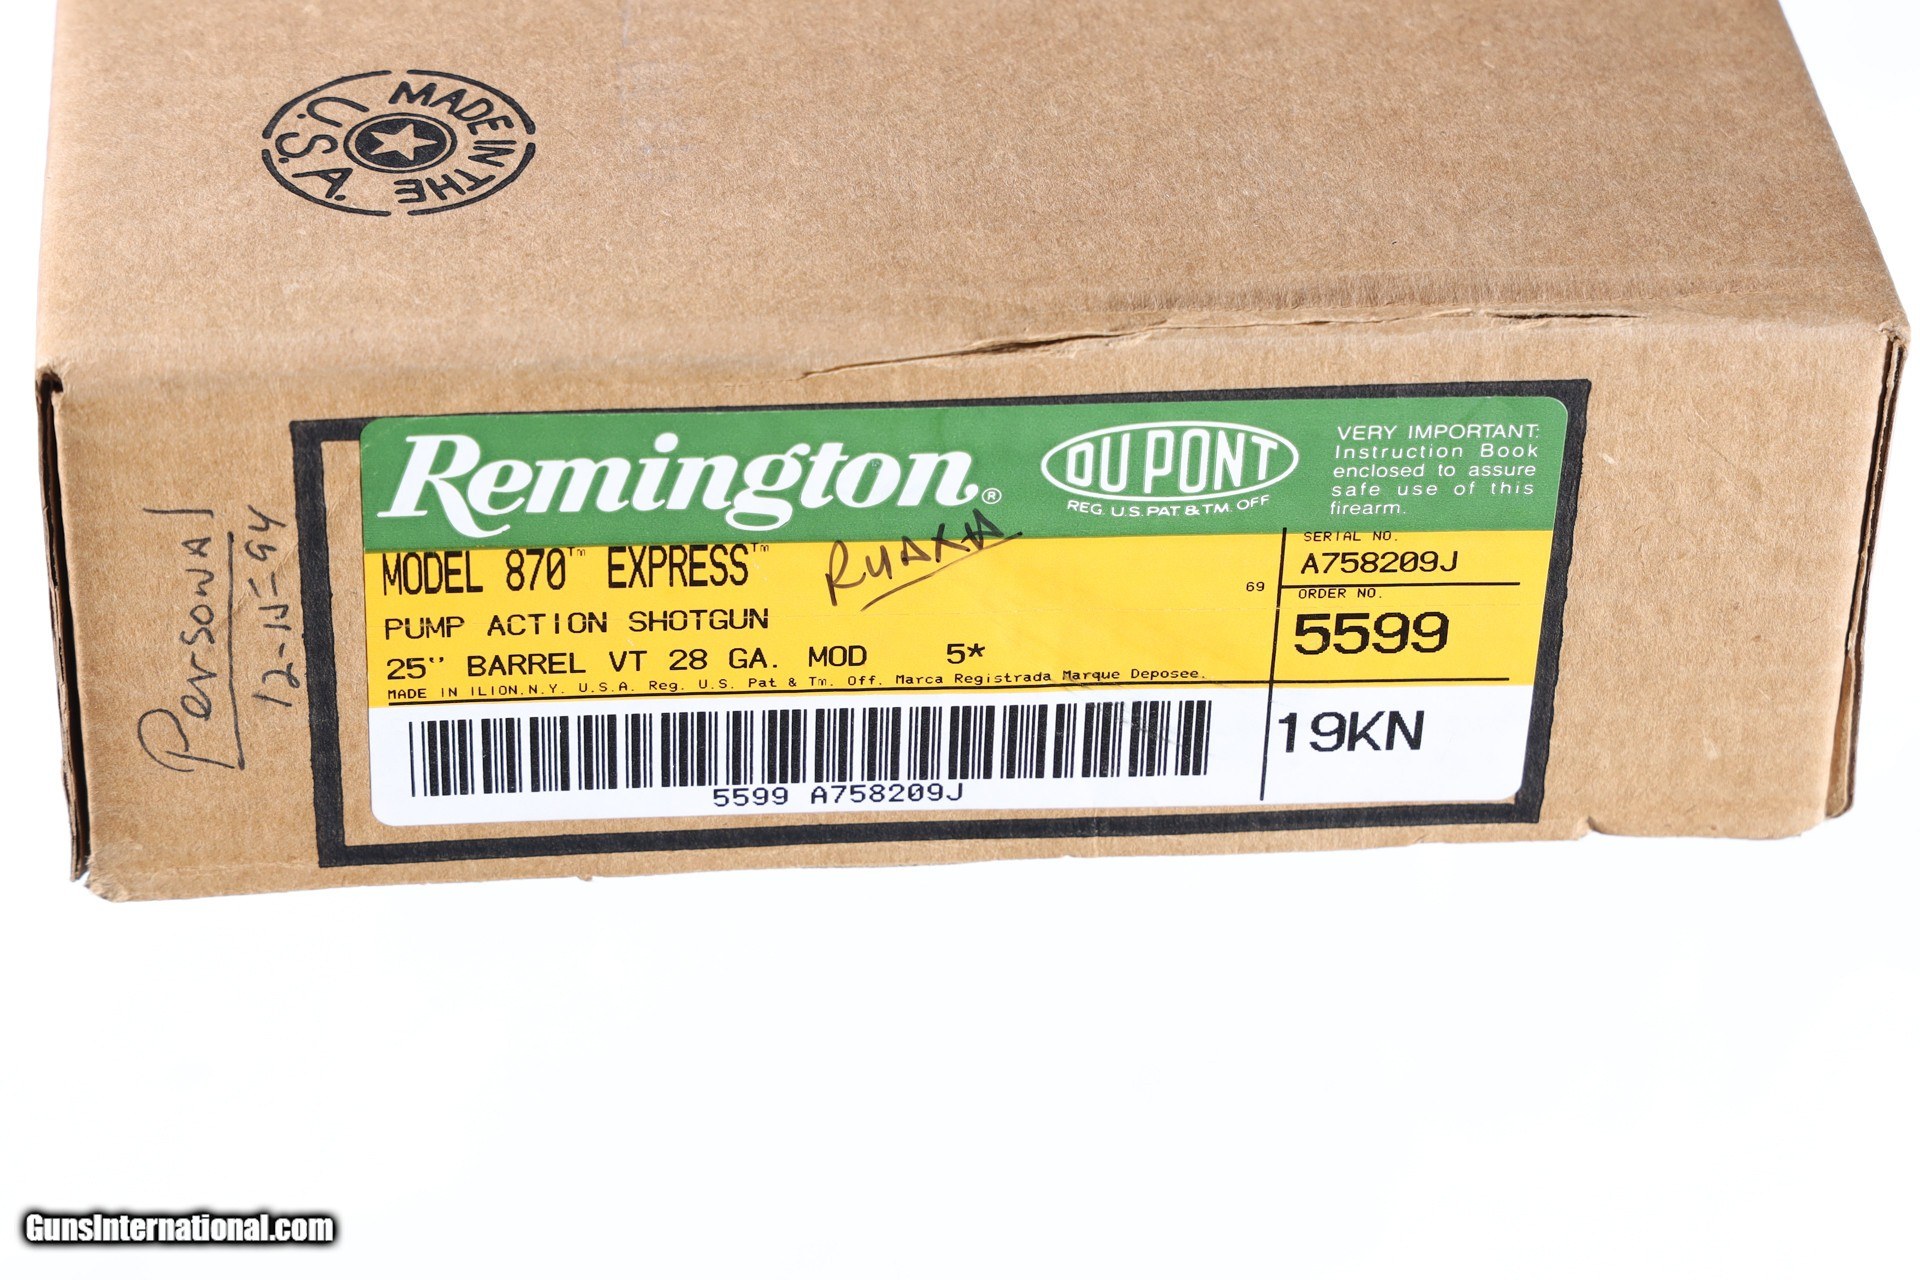 MADE IN THE U.S.A.
Remington®
DU PONT
REG. U.S. PAT. & TM. OFF
VERY IMPORTANT:
Instruction Book
enclosed to assure
safe use of this
firearm.
MODEL 870™ EXPRESS™
PUMP ACTION SHOTGUN
25" BARREL VT 28 GA. MOD 5*
MADE IN ILION, N.Y. U.S.A. Reg. U.S. Pat & Tm. Off. Marca Registrada Marque Deposee.
69
SERIAL NO.
A758209J
ORDER NO.
5599
19KN
5599 A758209J
Personal
GunsInternational.com